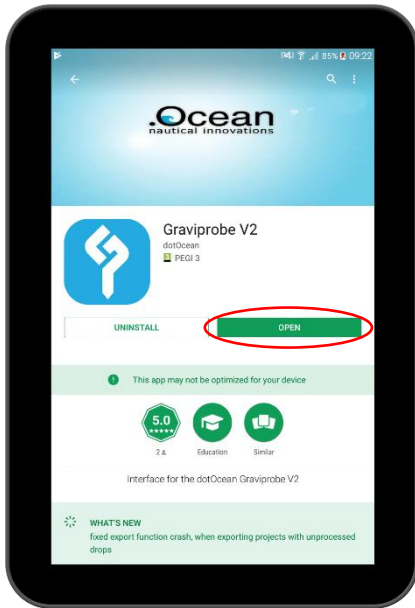 85% 09:22
.Ocean
nautical innovations
Graviprobe V2
dotOcean
PEGI 3
UNINSTALL
OPEN
This app may not be optimized for your device
5.0
2
Education
Similar
Interface for the dotOcean Graviprobe V2
WHAT'S NEW
fixed export function crash, when exporting projects with unprocessed
drops